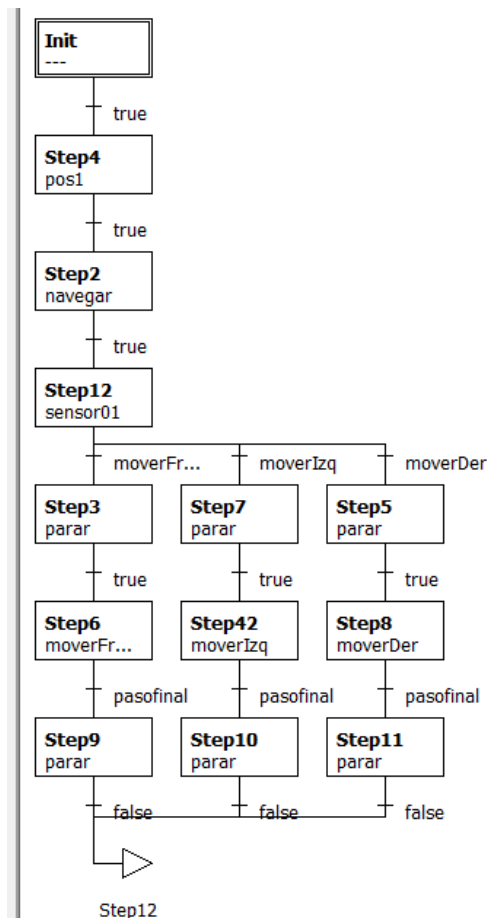 Init
---
true
Step4
pos1
true
Step2
navegar
true
Step12
sensor01
moverFr... moverIzq moverDer
Step3 Step7 Step5
parar parar parar
true true true
Step6 Step42 Step8
moverFr... moverIzq moverDer
pasofinal pasofinal pasofinal
Step9 Step10 Step11
parar parar parar
false false false
Step12